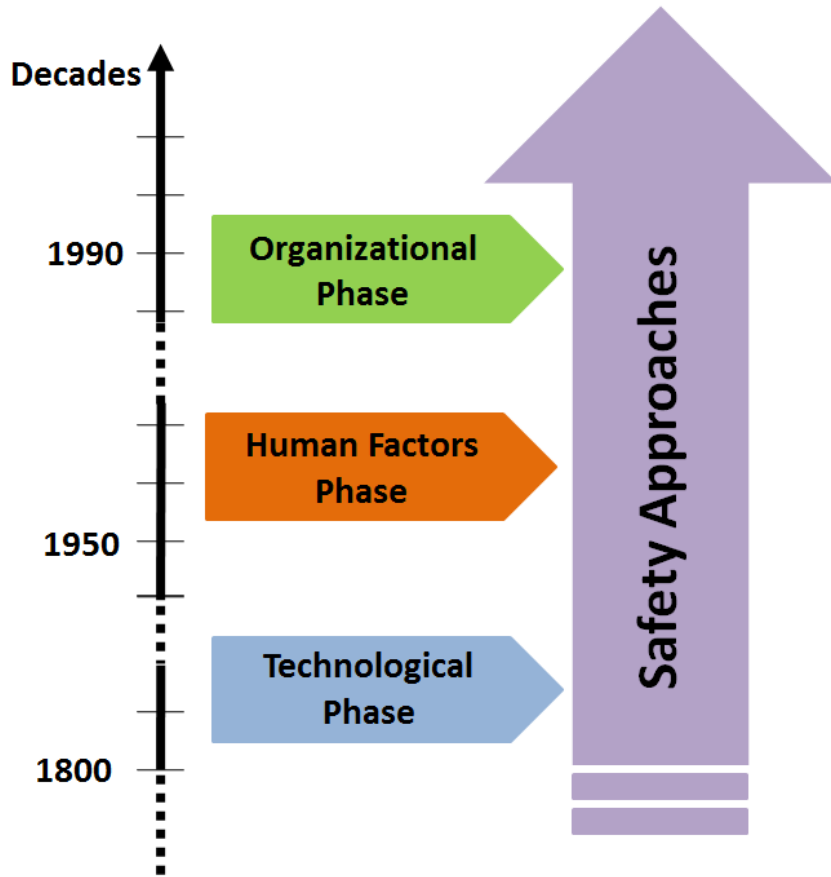 Decades
1990
Organizational
Phase
Human Factors
Phase
1950
Technological
Phase
1800
Safety Approaches